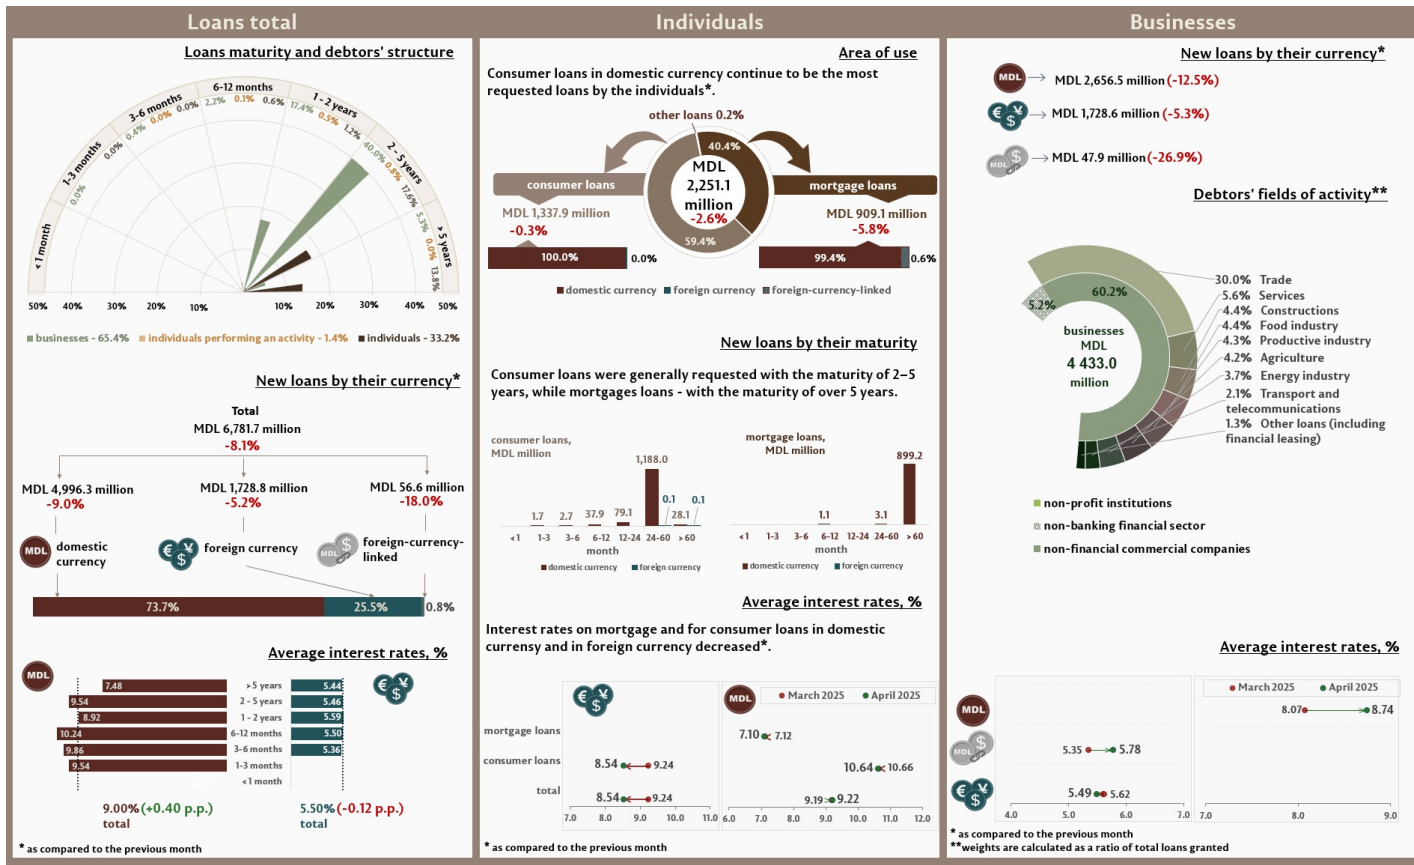 Loans total
Loans maturity and debtors' structure
< 1 month
1-3 months
3-6 months
6-12 months
1 - 2 years
2 - 5 years
> 5 years
0.0%
0.0%
0.4%
0.0%
0.0%
2.2%
0.1%
0.6%
17.4%
0.5%
1.2%
40.0%
0.8%
17.6%
5.3%
0.0%
13.8%
50% 40% 30% 20% 10% 10% 20% 30% 40% 50%
businesses - 65.4% individuals performing an activity - 1.4% individuals - 33.2%
New loans by their currency*
Total
MDL 6,781.7 million
-8.1%
MDL 4,996.3 million
-9.0%
MDL 1,728.8 million
-5.2%
MDL 56.6 million
-18.0%
MDL
domestic
currency
€ ¥
$
foreign currency
$
MDL
foreign-currency-
linked
73.7% 25.5% 0.8%
Average interest rates, %
MDL
€ ¥
$
7.48 > 5 years 5.44
9.54 2 - 5 years 5.46
8.92 1 - 2 years 5.59
10.24 6-12 months 5.50
9.86 3-6 months 5.36
9.54 1-3 months
< 1 month
9.00% (+0.40 p.p.)
total
5.50% (-0.12 p.p.)
total
* as compared to the previous month
Individuals
Area of use
Consumer loans in domestic currency continue to be the most
requested loans by the individuals*.
other loans 0.2%
40.4%
MDL
2,251.1
million
-2.6%
59.4%
consumer loans
MDL 1,337.9 million
-0.3%
100.0% 0.0%
mortgage loans
MDL 909.1 million
-5.8%
99.4% 0.6%
domestic currency foreign currency foreign-currency-linked
New loans by their maturity
Consumer loans were generally requested with the maturity of 2–5
years, while mortgages loans - with the maturity of over 5 years.
consumer loans,
MDL million
1.7 2.7 37.9 79.1 1,188.0 0.1 28.1 0.1
< 1 1-3 3-6 6-12 12-24 24-60 > 60
month
domestic currency foreign currency
mortgage loans,
MDL million
1.1 3.1 899.2
< 1 1-3 3-6 6-12 12-24 24-60 > 60
month
domestic currency foreign currency
Average interest rates, %
Interest rates on mortgage and for consumer loans in domestic
currensy and in foreign currency decreased*.
€ ¥
$
MDL
March 2025 April 2025
mortgage loans 7.10 7.12
consumer loans 8.54 9.24 10.64 10.66
total 8.54 9.24 9.19 9.22
7.0 8.0 9.0 10.0 11.0
6.0 7.0 8.0 9.0 10.0 11.0 12.0
* as compared to the previous month
Businesses
New loans by their currency*
MDL MDL 2,656.5 million (-12.5%)
€ ¥
$
MDL 1,728.6 million (-5.3%)
$
MDL
MDL 47.9 million (-26.9%)
Debtors' fields of activity**
5.2%
60.2%
businesses
MDL
4 433.0
million
30.0% Trade
5.6% Services
4.4% Constructions
4.4% Food industry
4.3% Productive industry
4.2% Agriculture
3.7% Energy industry
2.1% Transport and
telecommunications
1.3% Other loans (including
financial leasing)
non-profit institutions
non-banking financial sector
non-financial commercial companies
Average interest rates, %
March 2025 April 2025
MDL 8.07 8.74
$
MDL
5.35 5.78
€ ¥
$
5.49 5.62
4.0 5.0 6.0 7.0
7.0 8.0 9.0
* as compared to the previous month
**weights are calculated as a ratio of total loans granted